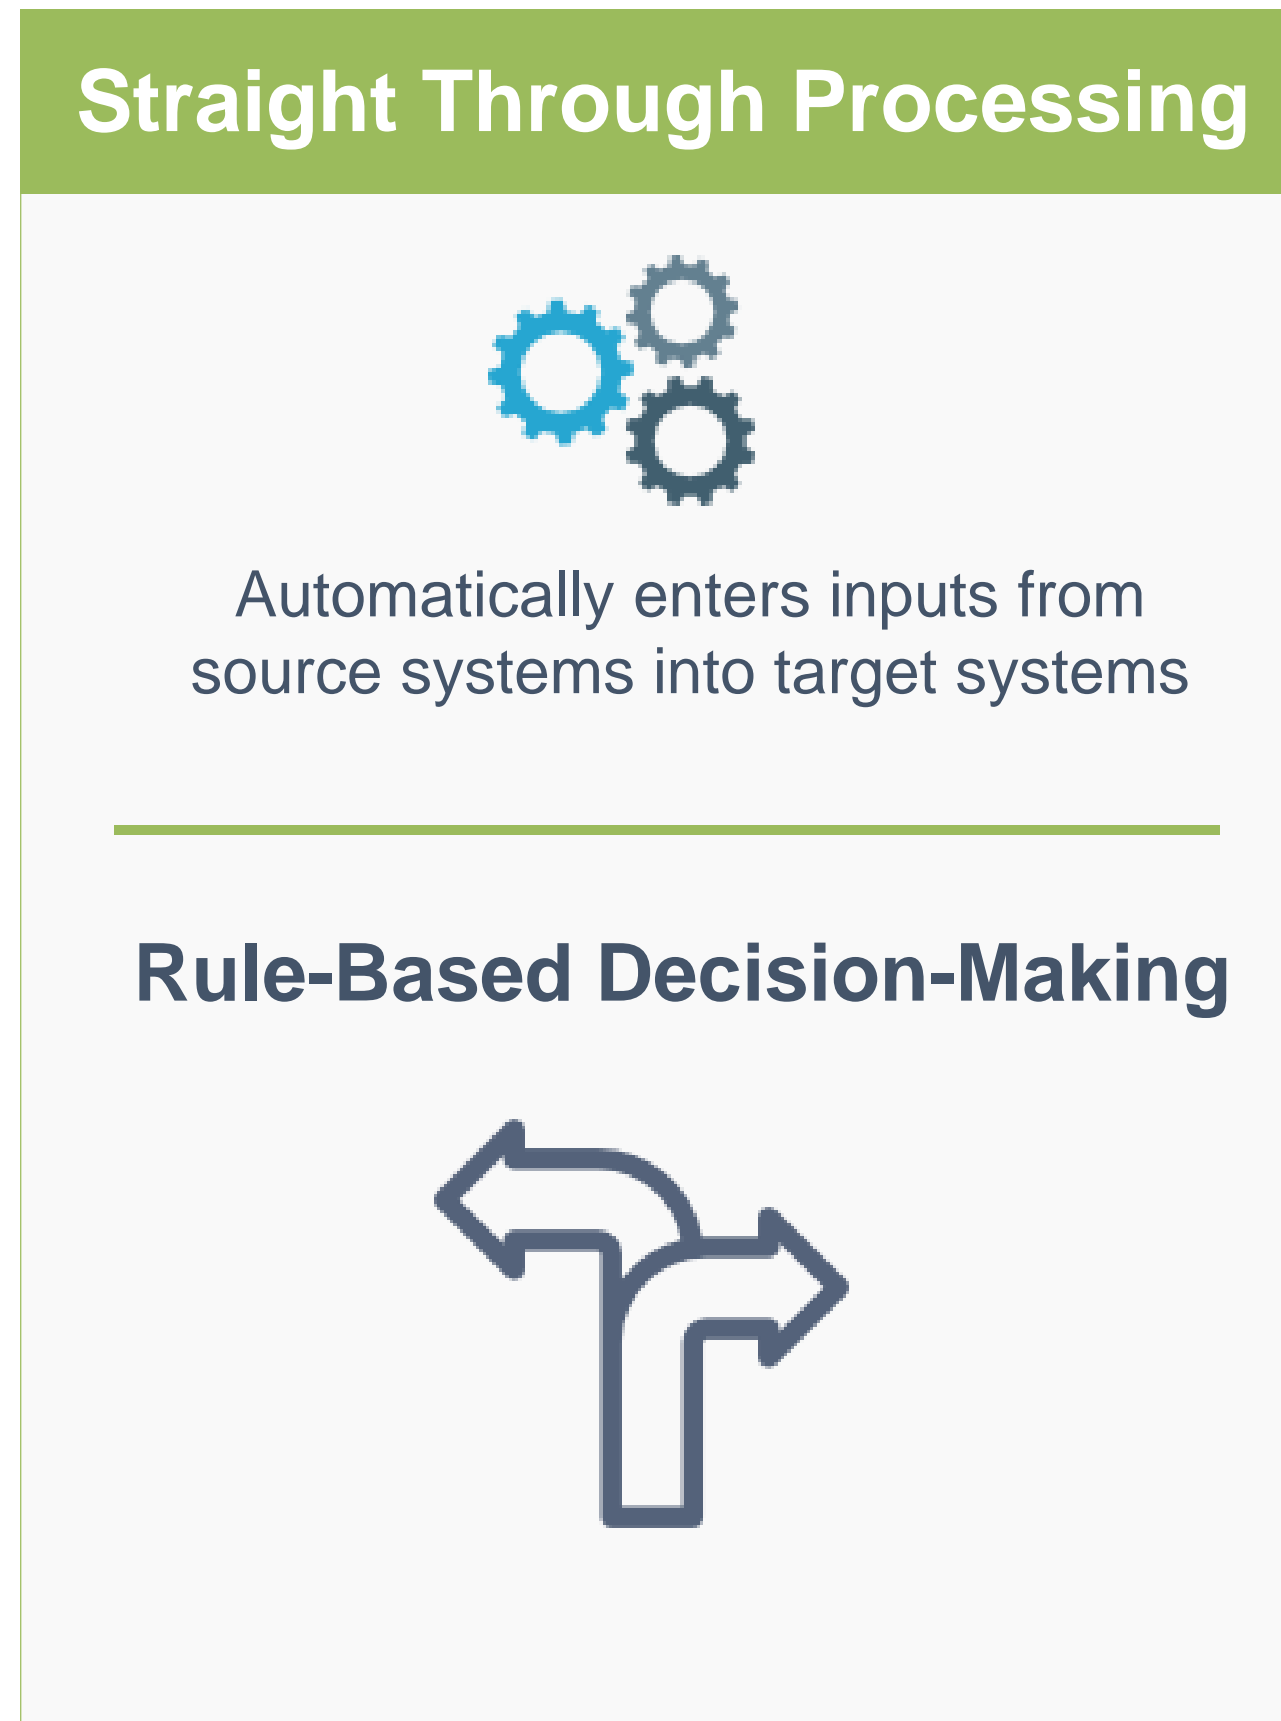 Straight Through Processing
Automatically enters inputs from
source systems into target systems
Rule-Based Decision-Making